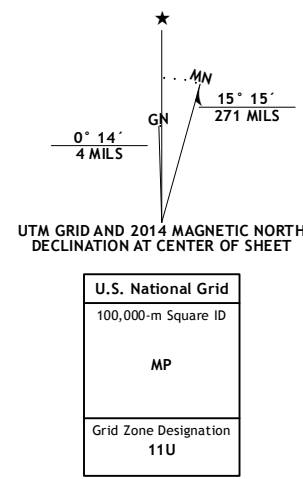 MN
GN
15° 15´
271 MILS
0° 14´
4 MILS
UTM GRID AND 2014 MAGNETIC NORTH
DECLINATION AT CENTER OF SHEET
U.S. National Grid
100,000-m Square ID
MP
Grid Zone Designation
11U